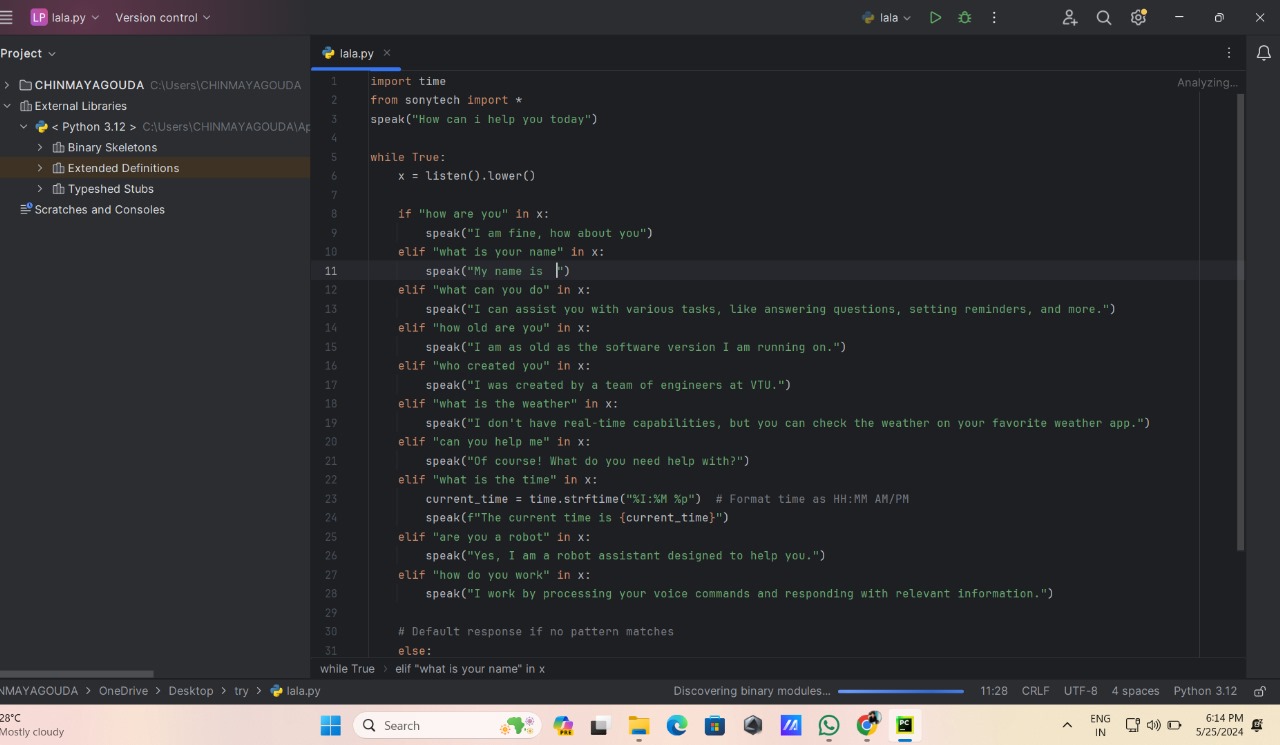 LP lala.py Version control lala
Project
lala.py
CHINMAYAGOUDA C:\Users\CHINMAYAGOUDA
External Libraries
< Python 3.12 > C:\Users\CHINMAYAGOUDA\Ap
Binary Skeletons
Extended Definitions
Typeshed Stubs
Scratches and Consoles
Analyzing...
1 import time
2 from sonytech import *
3 speak("How can i help you today")
4
5 while True:
6 x = listen().lower()
7
8 if "how are you" in x:
9 speak("I am fine, how about you")
10 elif "what is your name" in x:
11 speak("My name is  ")
12 elif "what can you do" in x:
13 speak("I can assist you with various tasks, like answering questions, setting reminders, and more.")
14 elif "how old are you" in x:
15 speak("I am as old as the software version I am running on.")
16 elif "who created you" in x:
17 speak("I was created by a team of engineers at VTU.")
18 elif "what is the weather" in x:
19 speak("I don't have real-time capabilities, but you can check the weather on your favorite weather app.")
20 elif "can you help me" in x:
21 speak("Of course! What do you need help with?")
22 elif "what is the time" in x:
23 current_time = time.strftime("%I:%M %p")  # Format time as HH:MM AM/PM
24 speak(f"The current time is {current_time}")
25 elif "are you a robot" in x:
26 speak("Yes, I am a robot assistant designed to help you.")
27 elif "how do you work" in x:
28 speak("I work by processing your voice commands and responding with relevant information.")
29
30 # Default response if no pattern matches
31 else:
while True > elif "what is your name" in x
NMAYAGOUDA > OneDrive > Desktop > try > lala.py Discovering binary modules... 11:28 CRLF UTF-8 4 spaces Python 3.12
28°C
Mostly cloudy
Search
PRE
PC
ENG
IN
6:14 PM
5/25/2024